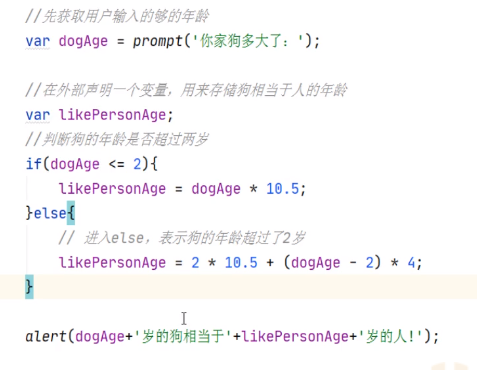 //先获取用户输入的够的年龄
var dogAge = prompt('你家狗多大了：');
//在外部声明一个变量，用来存储狗相当于人的年龄
var likePersonAge;
//判断狗的年龄是否超过两岁
if(dogAge <= 2){
likePersonAge = dogAge * 10.5;
}else{
// 进入else，表示狗的年龄超过了2岁
likePersonAge = 2 * 10.5 + (dogAge - 2) * 4;
}
alert(dogAge+'岁的狗相当于'+likePersonAge+'岁的人!');